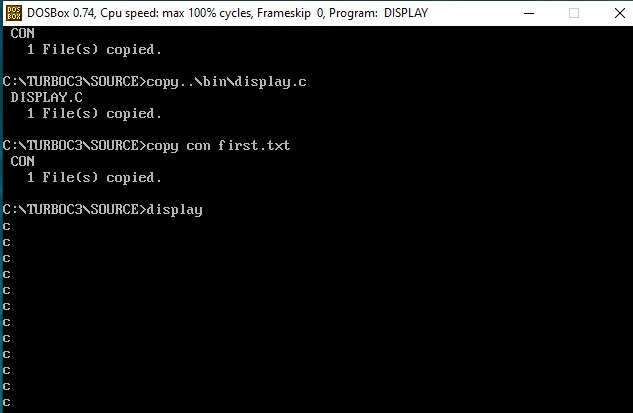 DOS BOX
DOSBox 0.74, Cpu speed: max 100% cycles, Frameskip 0, Program: DISPLAY
CON
1 File(s) copied.
C:\TURBOC3\SOURCE>copy..\bin\display.c
DISPLAY.C
1 File(s) copied.
C:\TURBOC3\SOURCE>copy con first.txt
CON
1 File(s) copied.
C:\TURBOC3\SOURCE>display
c
c
c
c
c
c
c
c
c
c
c
c